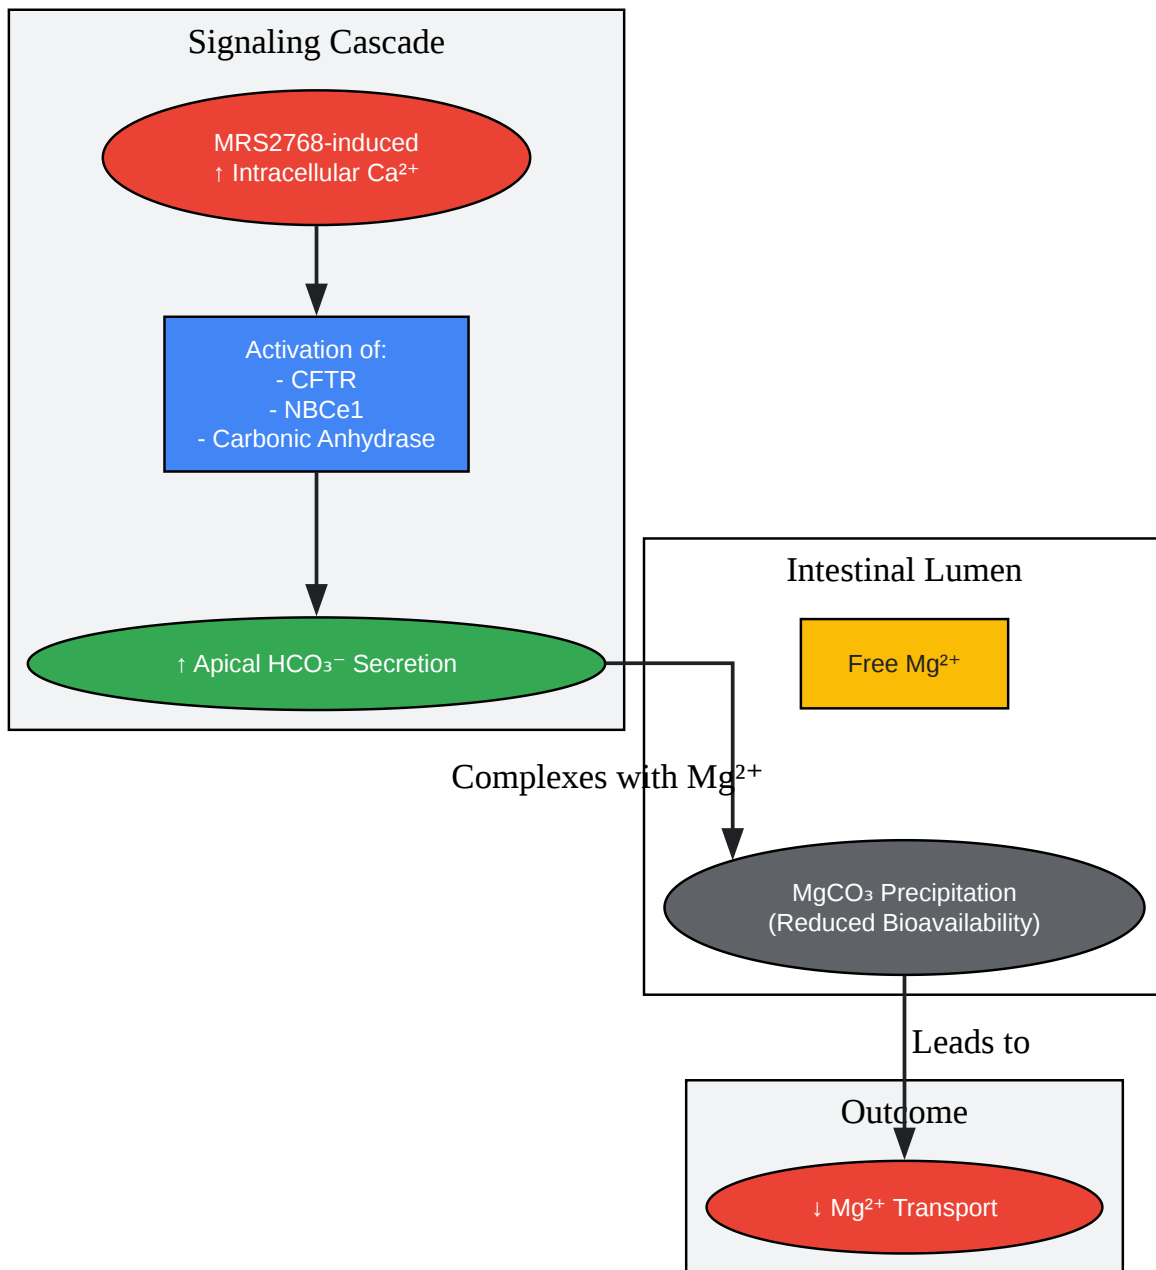 Signaling Cascade
MRS2768-induced
↑ Intracellular Ca²⁺
Activation of:
- CFTR
- NBCe1
- Carbonic Anhydrase
↑ Apical HCO₃⁻ Secretion
Intestinal Lumen
Free Mg²⁺
Complexes with Mg²⁺
MgCO₃ Precipitation
(Reduced Bioavailability)
Leads to
Outcome
↓ Mg²⁺ Transport